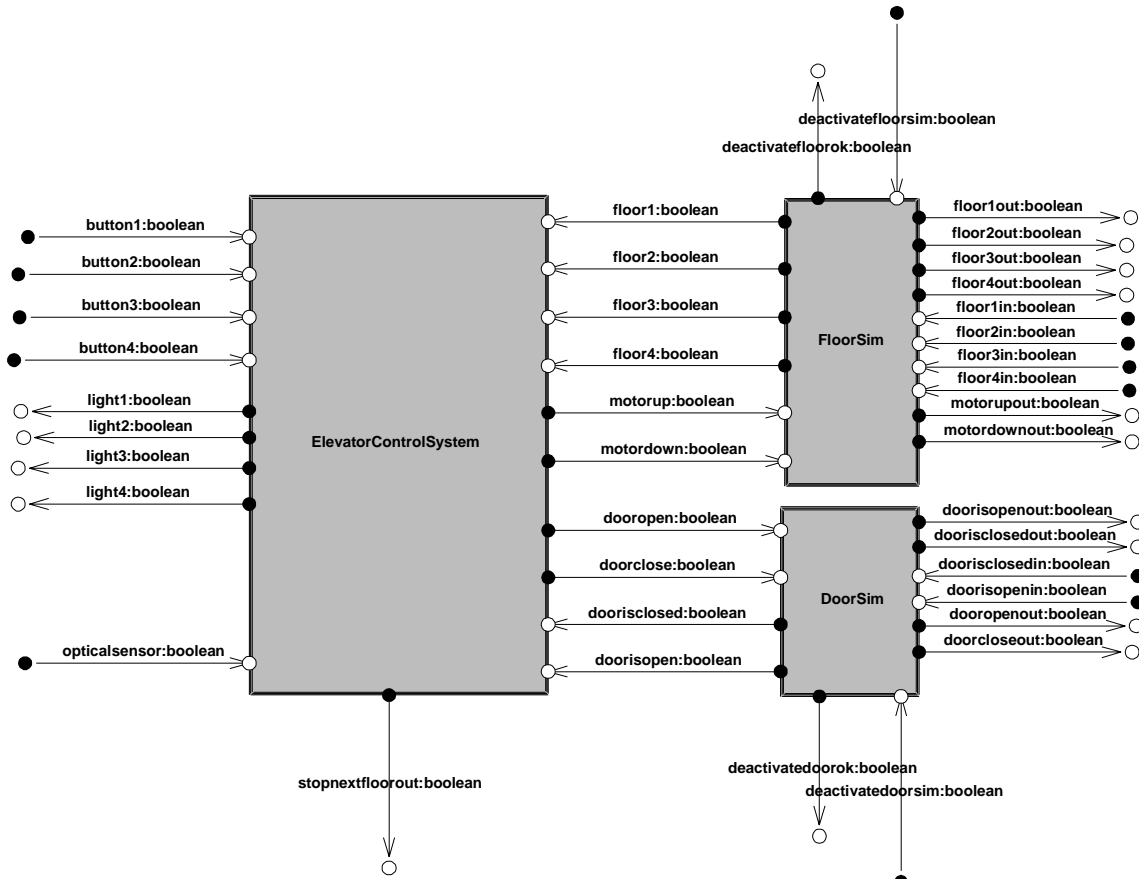 deactivatefloorsim:boolean
deactivatefloorok:boolean
button1:boolean
button2:boolean
button3:boolean
button4:boolean
light1:boolean
light2:boolean
light3:boolean
light4:boolean
opticalsensor:boolean
ElevatorControlSystem
stopnextfloorout:boolean
floor1:boolean
floor2:boolean
floor3:boolean
floor4:boolean
motorup:boolean
motordown:boolean
dooropen:boolean
doorclose:boolean
doorisclosed:boolean
doorisopen:boolean
FloorSim
floor1out:boolean
floor2out:boolean
floor3out:boolean
floor4out:boolean
floor1in:boolean
floor2in:boolean
floor3in:boolean
floor4in:boolean
motorupout:boolean
motordownout:boolean
DoorSim
doorisopenout:boolean
doorisclosedout:boolean
doorisclosedin:boolean
doorisopenin:boolean
dooropenout:boolean
doorcloseout:boolean
deactivatedoorok:boolean
deactivatedoorsim:boolean